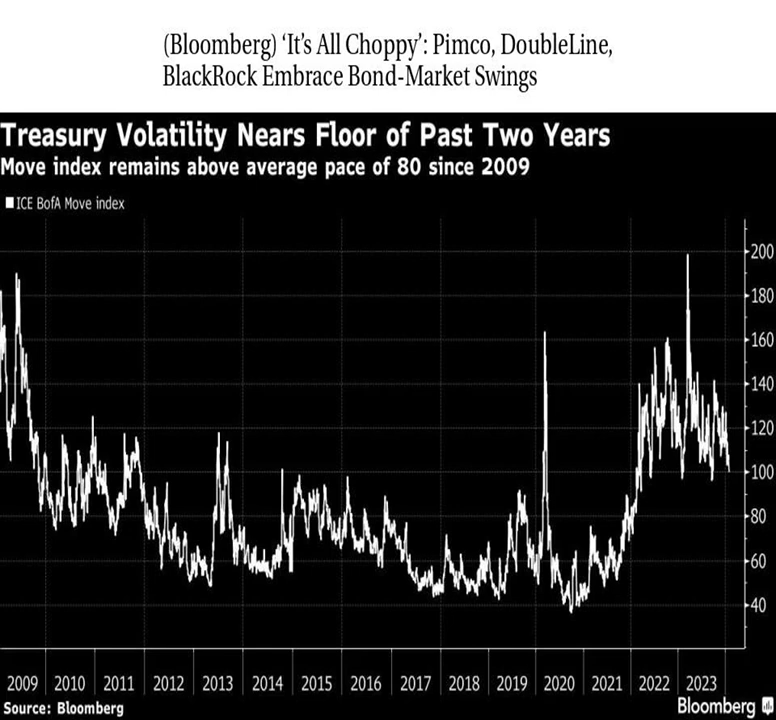 (Bloomberg) ‘It’s All Choppy’: Pimco, DoubleLine,
BlackRock Embrace Bond-Market Swings
Treasury Volatility Nears Floor of Past Two Years
Move index remains above average pace of 80 since 2009
ICE BofA Move index
200
180
160
140
120
100
80
60
40
2009 2010 2011 2012 2013 2014 2015 2016 2017 2018 2019 2020 2021 2022 2023
Source: Bloomberg
Bloomberg